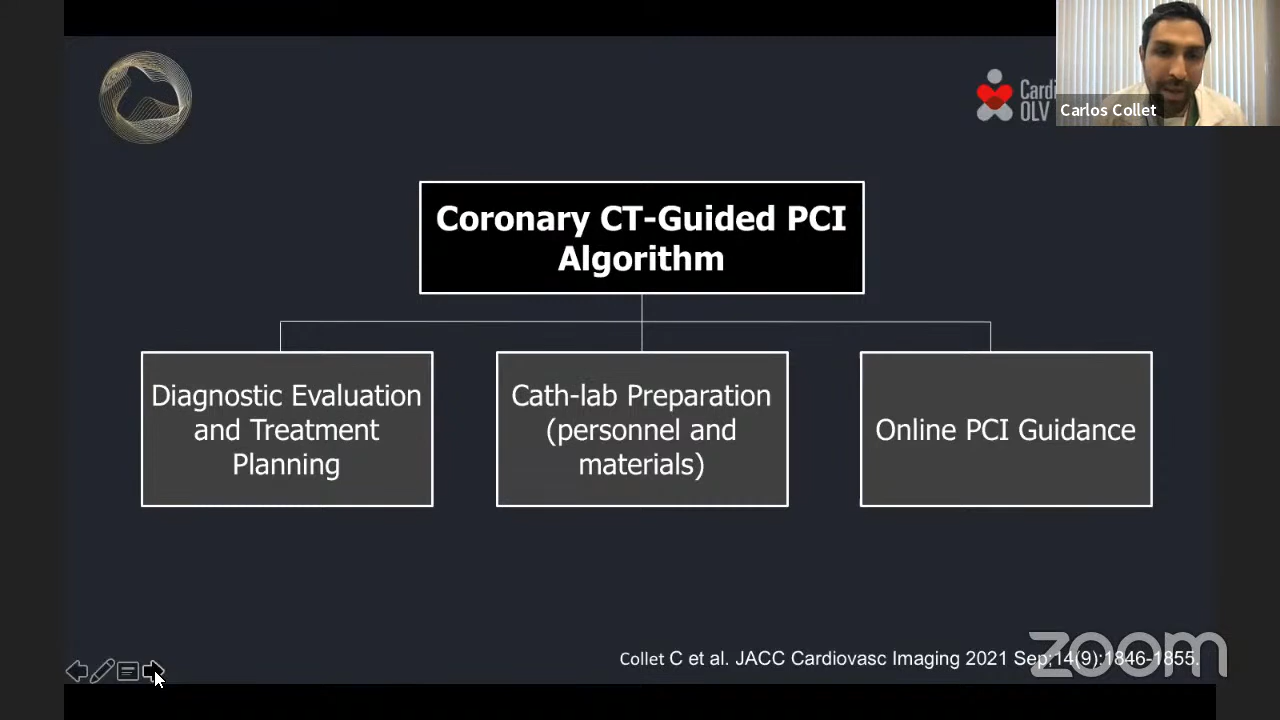 Cardi
OLV
Carlos Collet
Coronary CT-Guided PCI
Algorithm
Diagnostic Evaluation
and Treatment
Planning
Cath-lab Preparation
(personnel and
materials)
Online PCI Guidance
Collet C et al. JACC Cardiovasc Imaging 2021 Sep;14(9):1846-1855.
zoom